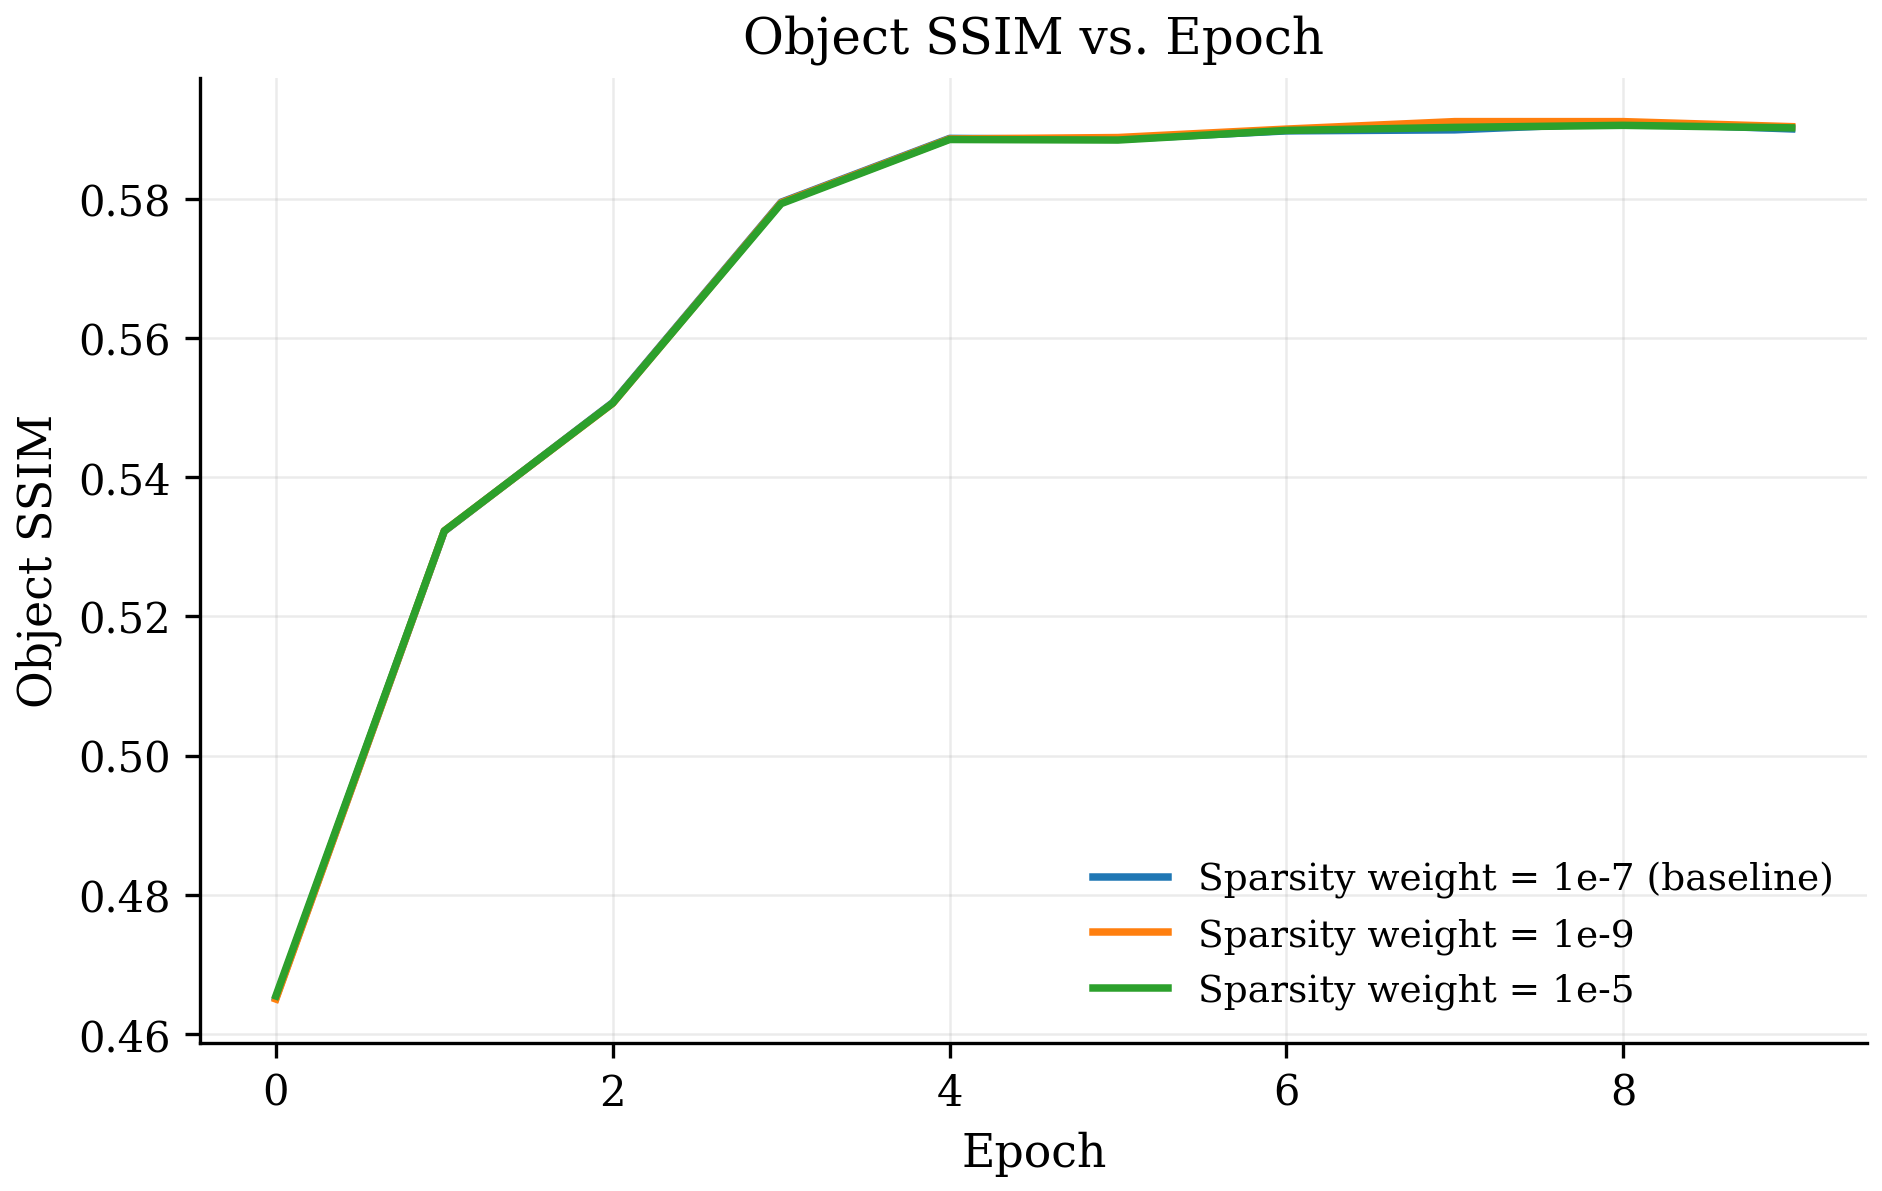 Object SSIM vs. Epoch
Object SSIM
0.58
0.56
0.54
0.52
0.50
0.48
0.46
Sparsity weight = 1e-7 (baseline)
Sparsity weight = 1e-9
Sparsity weight = 1e-5
0 2 4 6 8
Epoch